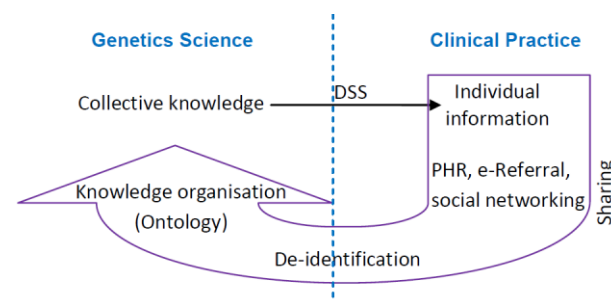 Genetics Science
Clinical Practice
Collective knowledge
DSS
Individual
information
PHR, e-Referral,
social networking
Sharing
Knowledge organisation
(Ontology)
De-identification